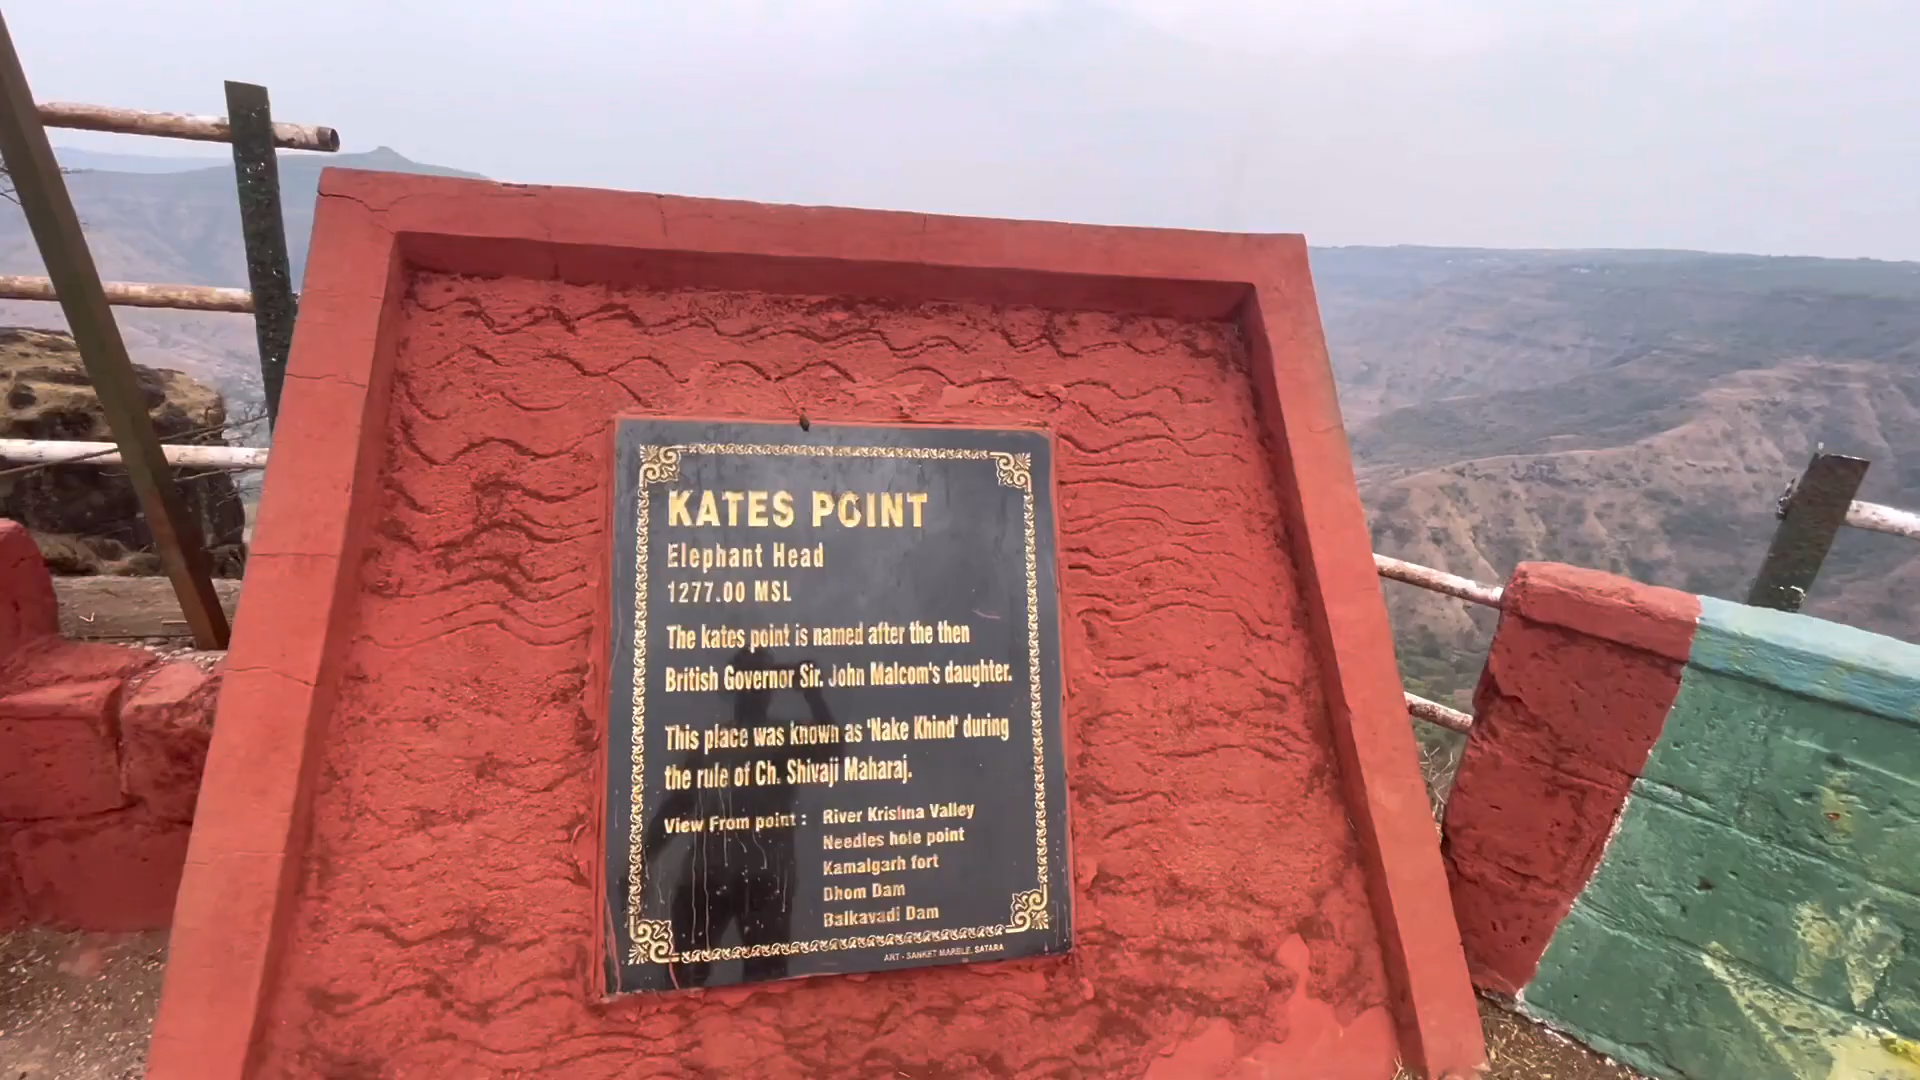 KATES POINT
Elephant Head
1277.00 MSL
The kates point is named after the then
British Governor Sir. John Malcom's daughter.
This place was known as 'Nake Khind' during
the rule of Ch. Shivaji Maharaj.
View From point : River Krishna Valley
Needles hole point
Kamalgarh fort
Dhom Dam
Balkavadi Dam
ART - SANKET MARBLE, SATARA